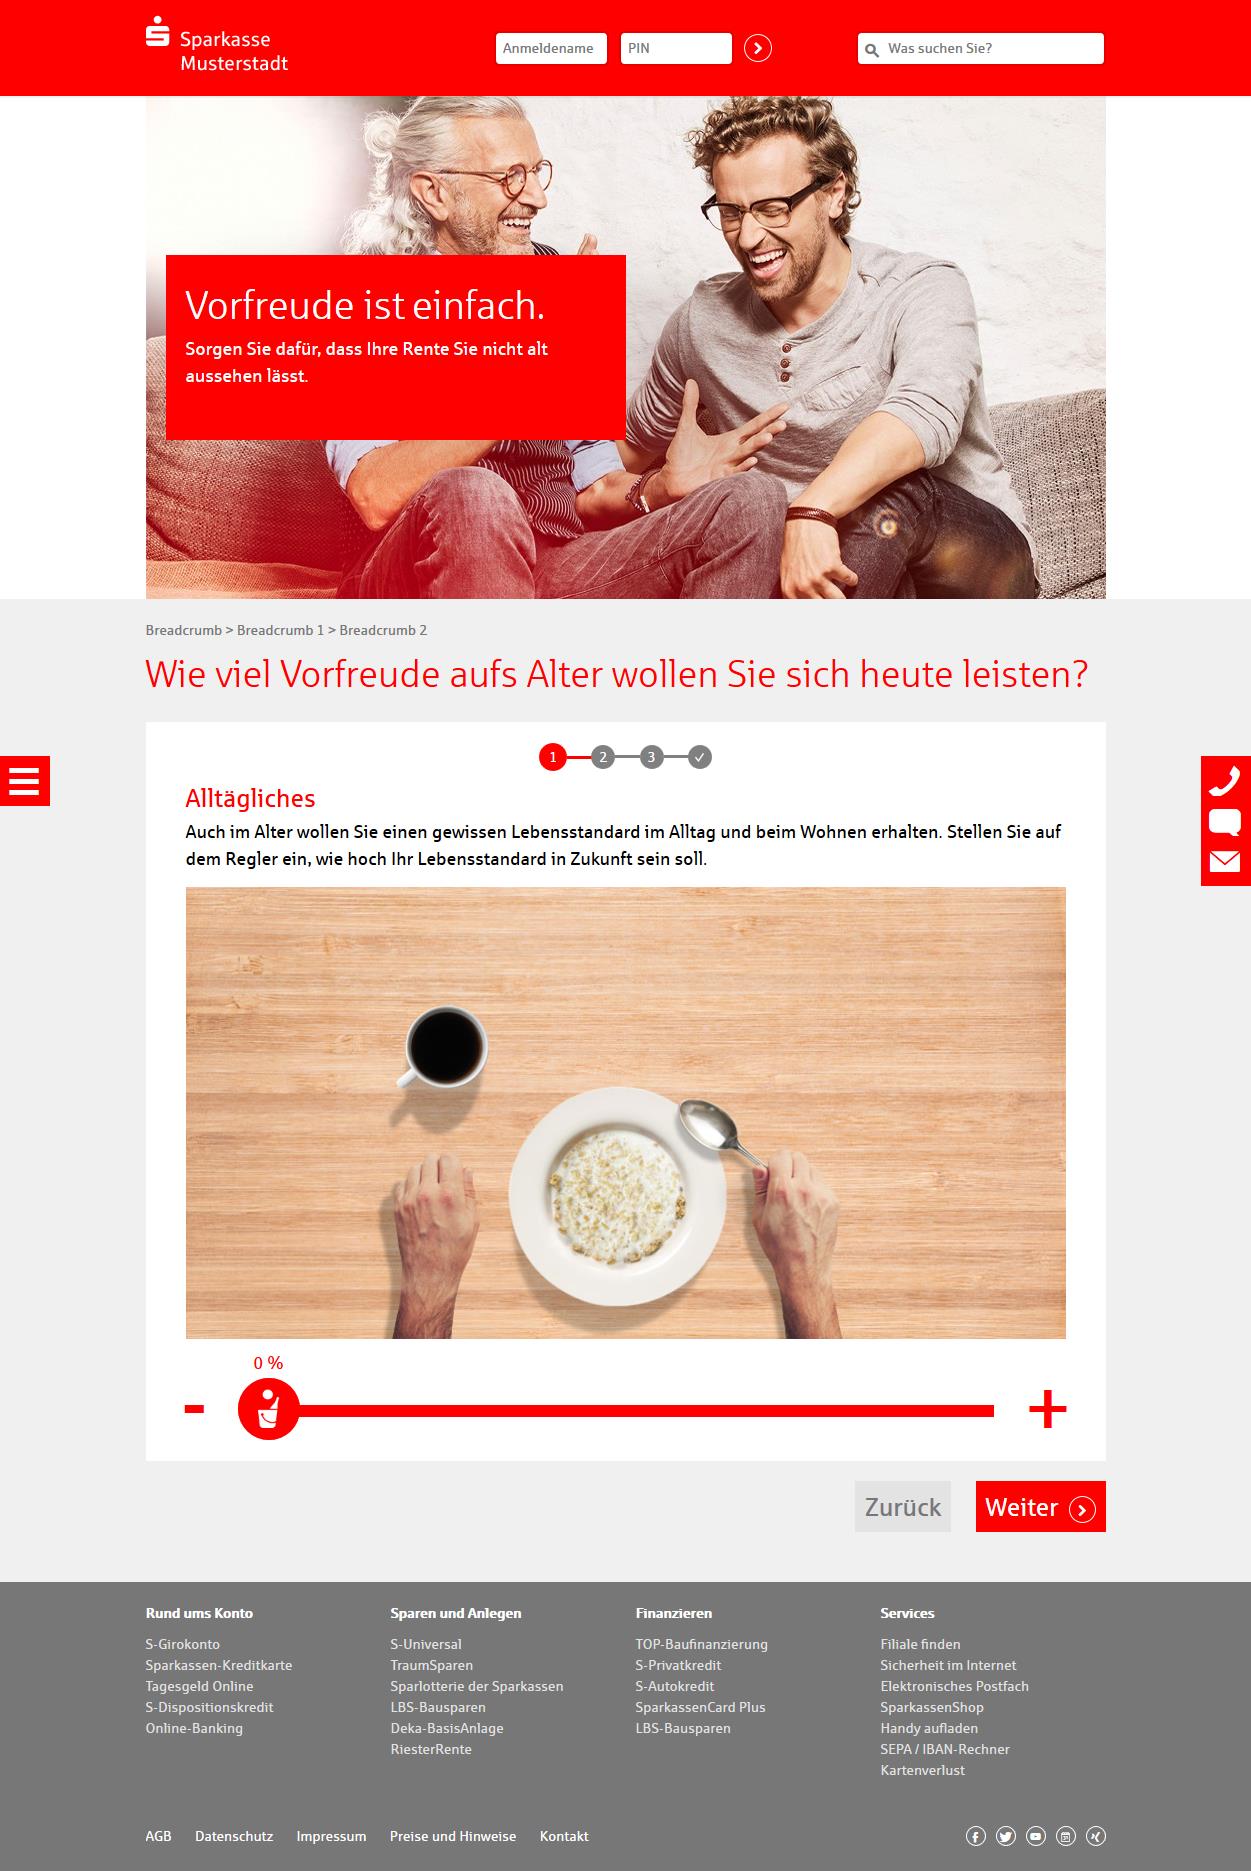 Sparkasse
Musterstadt
Anmeldename
PIN
Was suchen Sie?
Vorfreude ist einfach.
Sorgen Sie dafür, dass Ihre Rente Sie nicht alt
aussehen lässt.
Breadcrumb > Breadcrumb 1 > Breadcrumb 2
Wie viel Vorfreude aufs Alter wollen Sie sich heute leisten?
1 2 3
Alltägliches
Auch im Alter wollen Sie einen gewissen Lebensstandard im Alltag und beim Wohnen erhalten. Stellen Sie auf
dem Regler ein, wie hoch Ihr Lebensstandard in Zukunft sein soll.
0 %
- +
Zurück
Weiter
Rund ums Konto
S-Girokonto
Sparkassen-Kreditkarte
Tagesgeld Online
S-Dispositionskredit
Online-Banking
Sparen und Anlegen
S-Universal
TraumSparen
Sparlotterie der Sparkassen
LBS-Bausparen
Deka-BasisAnlage
RiesterRente
Finanzieren
TOP-Baufinanzierung
S-Privatkredit
S-Autokredit
SparkassenCard Plus
LBS-Bausparen
Services
Filiale finden
Sicherheit im Internet
Elektronisches Postfach
SparkassenShop
Handy aufladen
SEPA / IBAN-Rechner
Kartenverlust
AGB Datenschutz Impressum Preise und Hinweise Kontakt